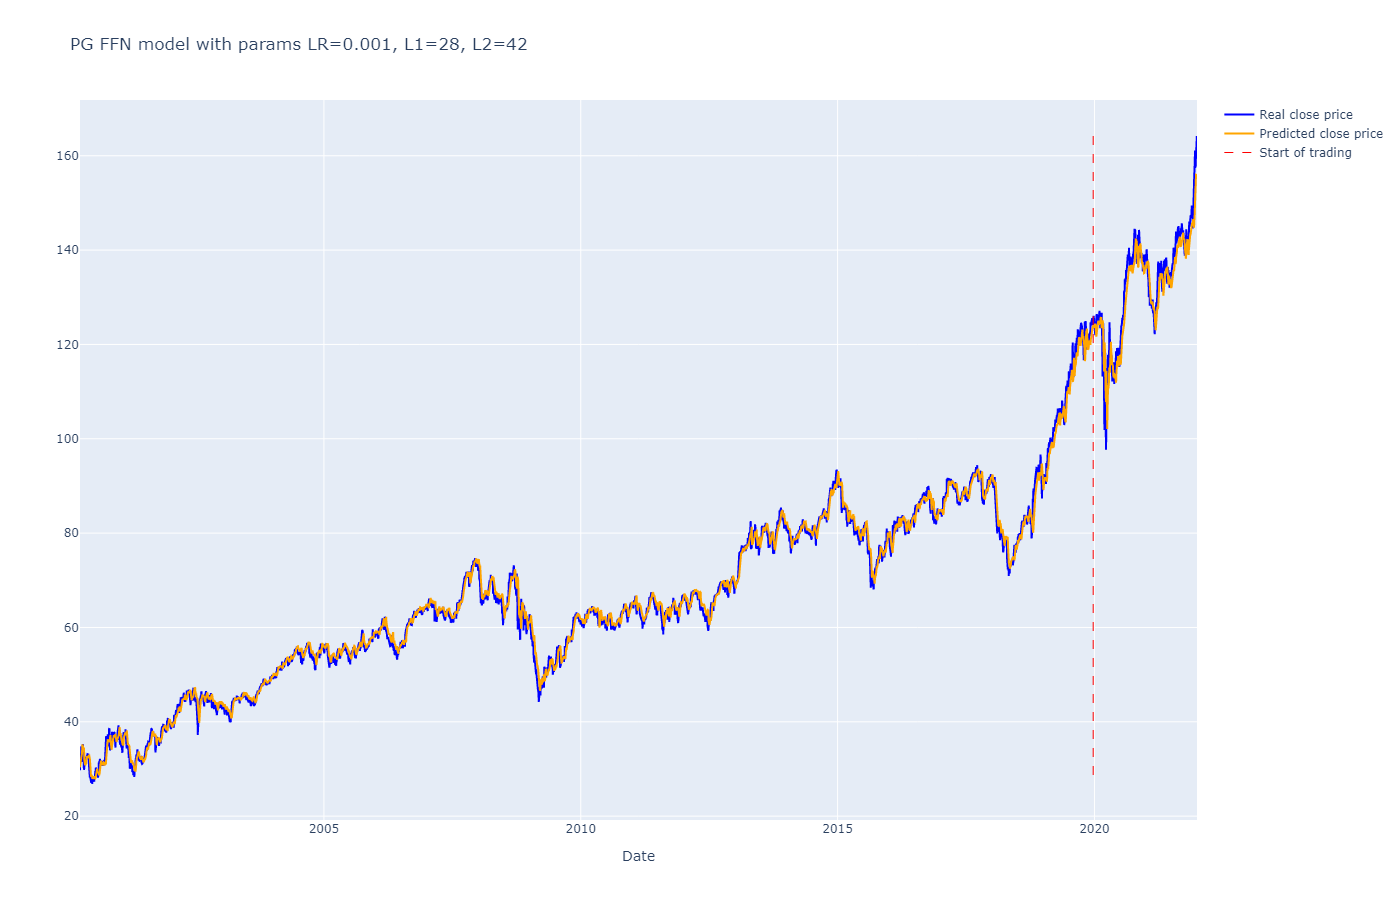 PG FFN model with params LR=0.001, L1=28, L2=42
Real close price
Predicted close price
Start of trading
160
140
120
100
80
60
40
20
2005
2010
2015
2020
Date